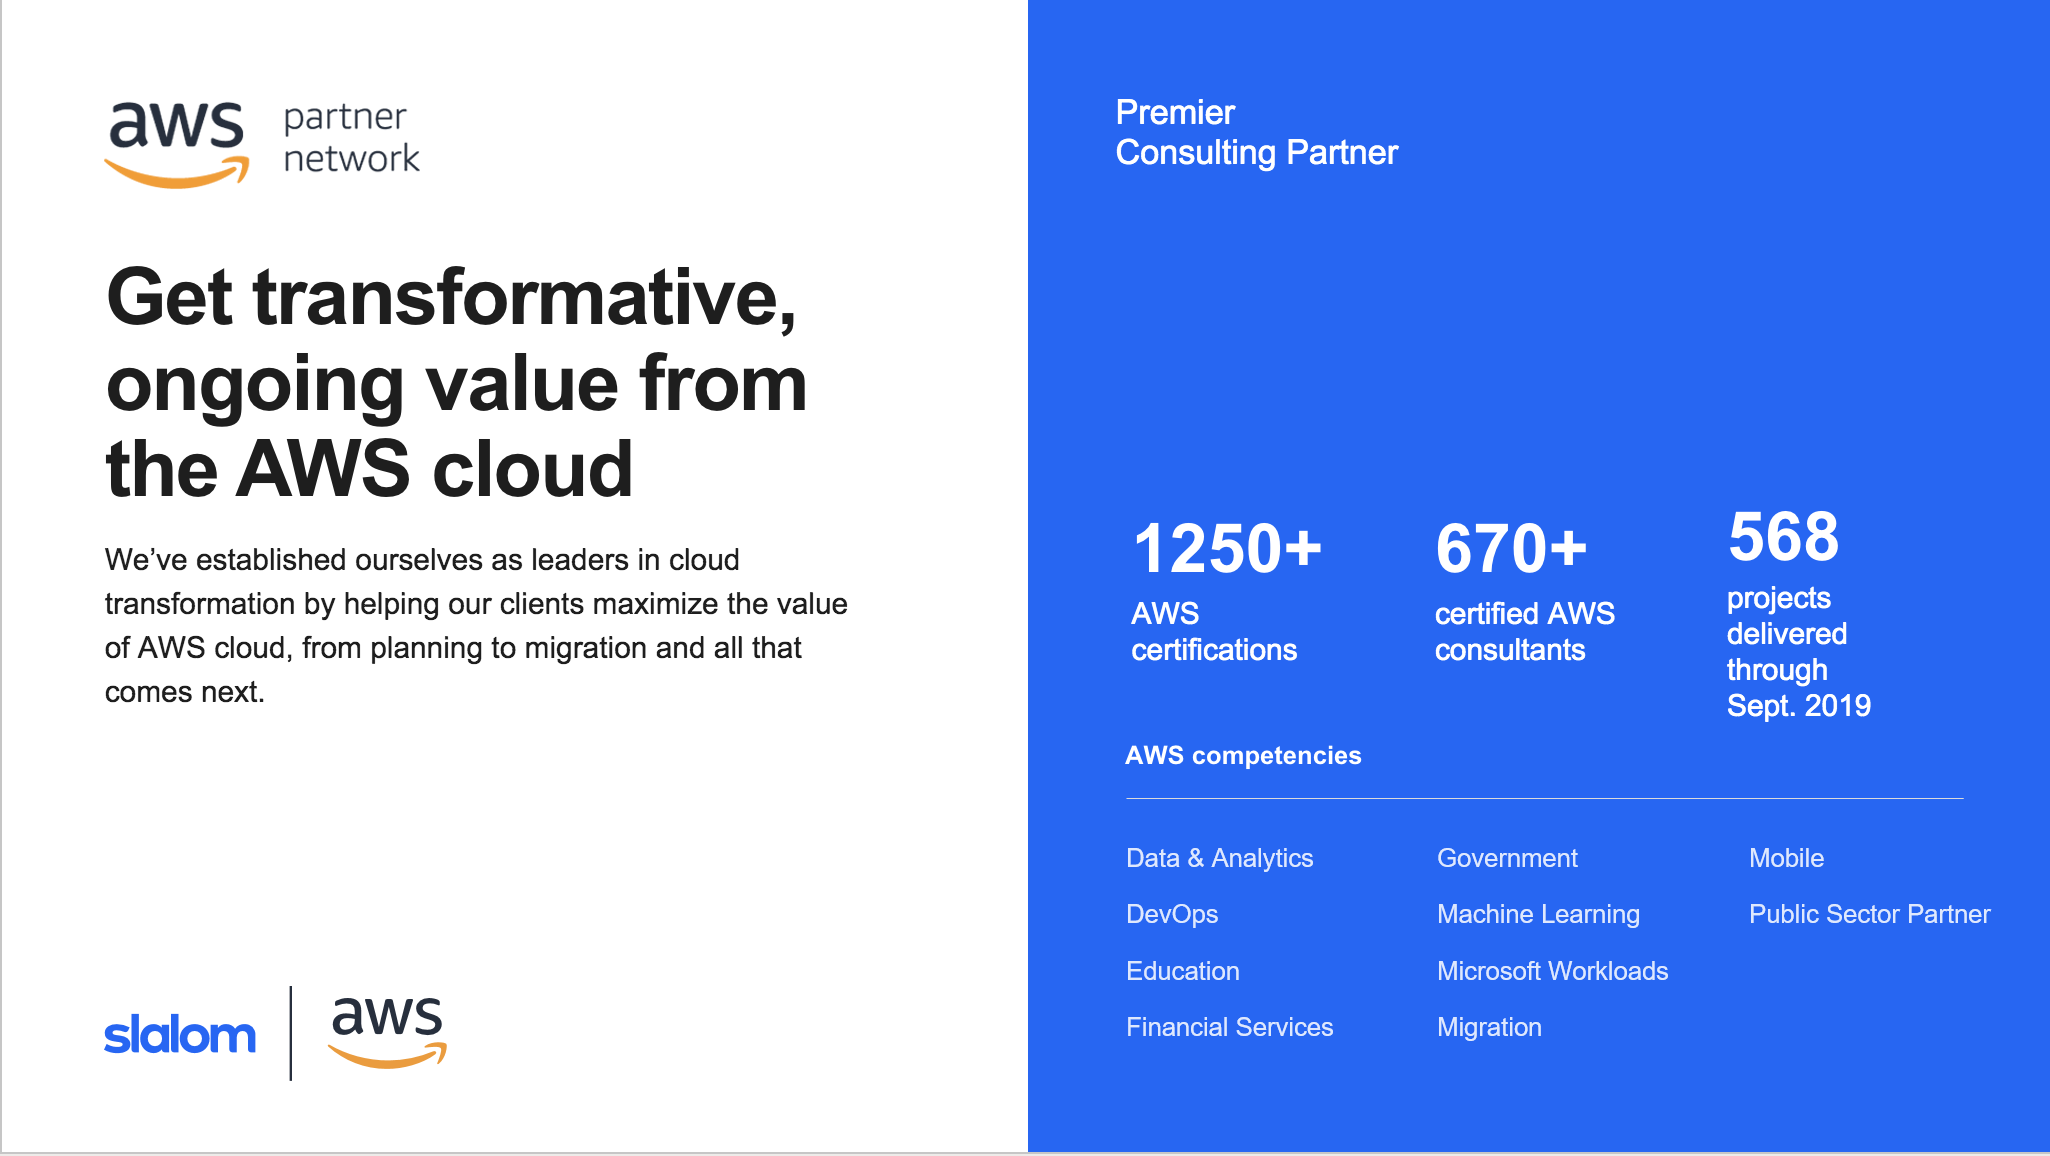 aws
partner
network
Get transformative,
ongoing value from
the AWS cloud
We’ve established ourselves as leaders in cloud
transformation by helping our clients maximize the value
of AWS cloud, from planning to migration and all that
comes next.
slalom
aws
Premier
Consulting Partner
1250+
AWS
certifications
670+
certified AWS
consultants
568
projects
delivered
through
Sept. 2019
AWS competencies
Data & Analytics
DevOps
Education
Financial Services
Government
Machine Learning
Microsoft Workloads
Migration
Mobile
Public Sector Partner